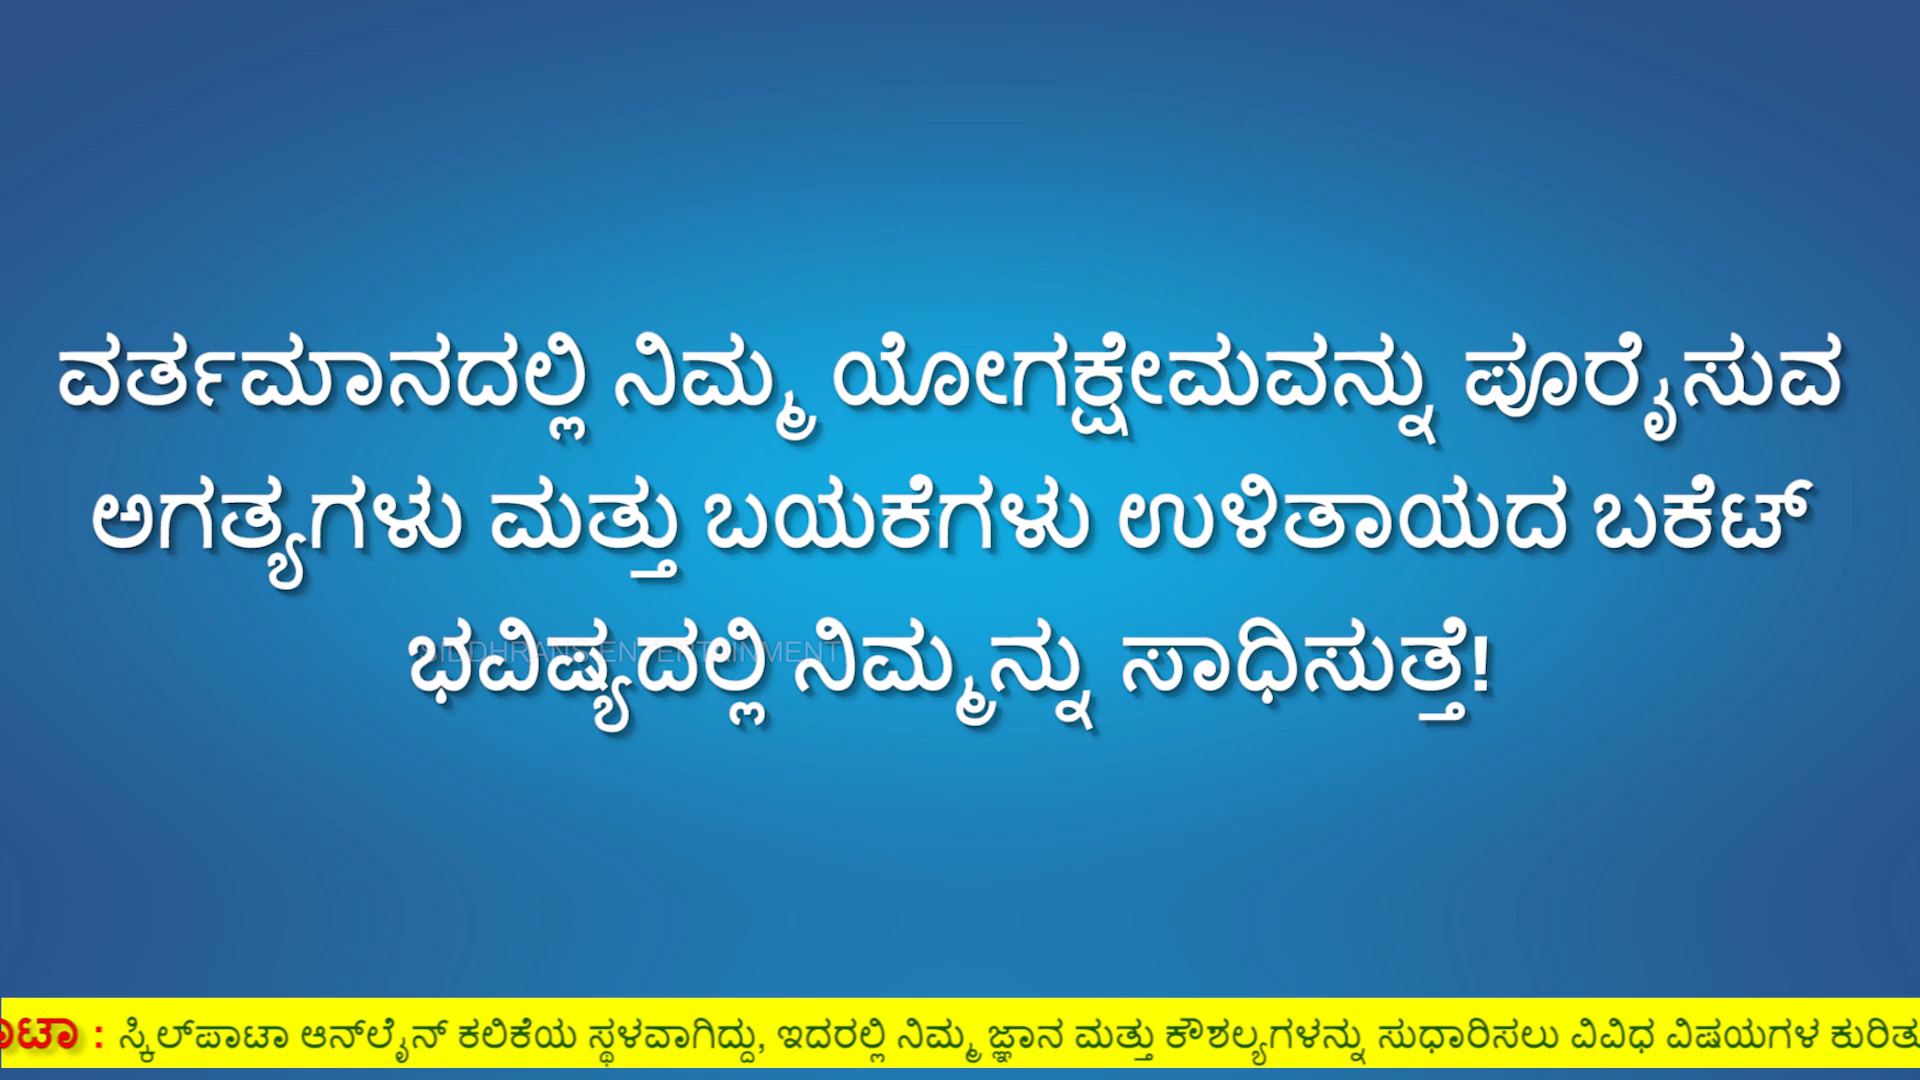 ವರ್ತಮಾನದಲ್ಲಿ ನಿಮ್ಮ ಯೋಗಕ್ಷೇಮವನ್ನು ಪೂರೈಸುವ
ಅಗತ್ಯಗಳು ಮತ್ತು ಬಯಕೆಗಳು ಉಳಿತಾಯದ ಬಕೆಟ್
ಭವಿಷ್ಯದಲ್ಲಿ ನಿಮ್ಮನ್ನು ಸಾಧಿಸುತ್ತೆ!
ENTERTAINMENT
: ಸ್ಕಿಲ್‌ಪಾಟಾ ಆನ್‌ಲೈನ್ ಕಲಿಕೆಯ ಸ್ಥಳವಾಗಿದ್ದು, ಇದರಲ್ಲಿ ನಿಮ್ಮ ಜ್ಞಾನ ಮತ್ತು ಕೌಶಲ್ಯಗಳನ್ನು ಸುಧಾರಿಸಲು ವಿವಿಧ ವಿಷಯಗಳ ಕುರಿತು